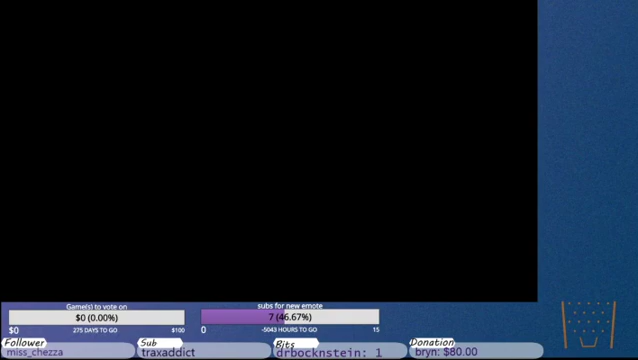 Game(s) to vote on
$0 (0.00%)
$0 275 DAYS TO GO $100
subs for new emote
7 (46.67%)
0 -5043 HOURS TO GO 15
Follower
miss_chezza
Sub
traxaddict
Bits
drbocknstein: 1
Donation
bryn: $80.00